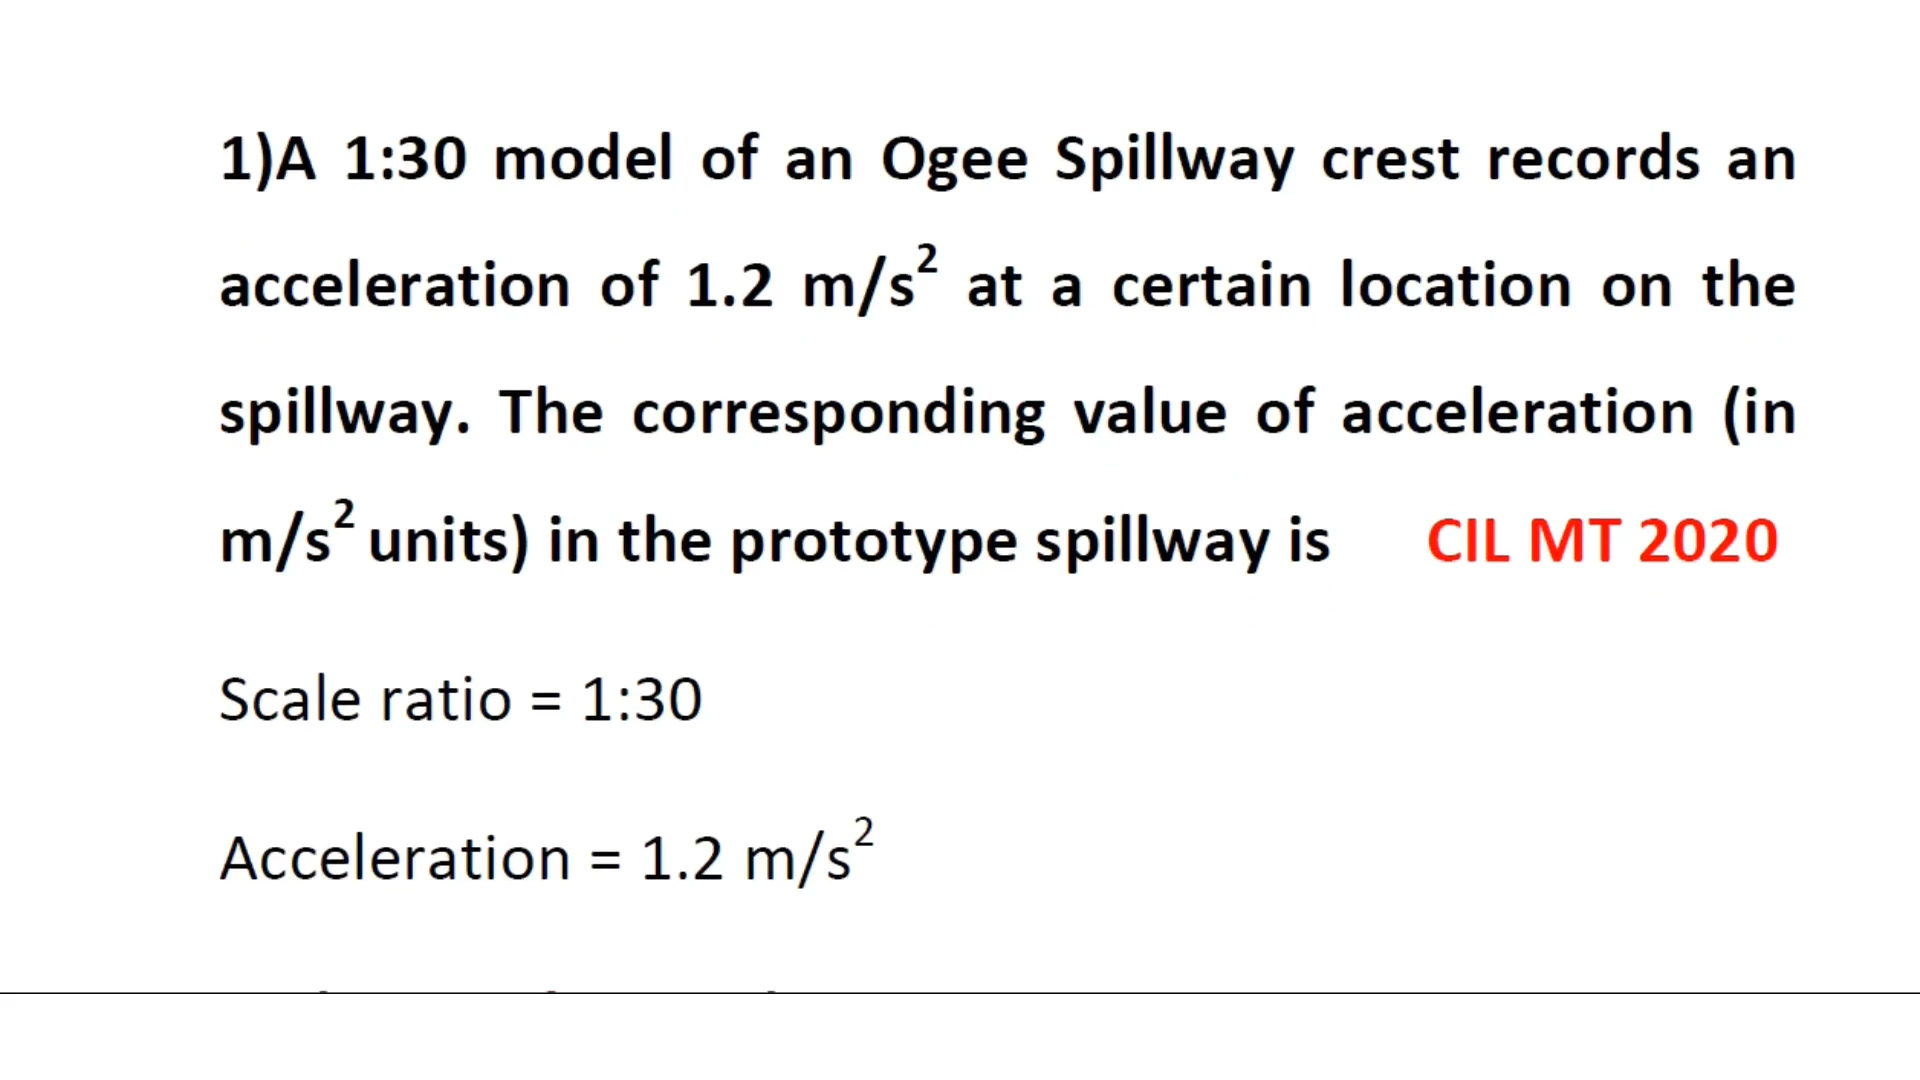 1)A 1:30 model of an Ogee Spillway crest records an
acceleration of 1.2 m/s² at a certain location on the
spillway. The corresponding value of acceleration (in
m/s² units) in the prototype spillway is CIL MT 2020
Scale ratio = 1:30
Acceleration = 1.2 m/s²